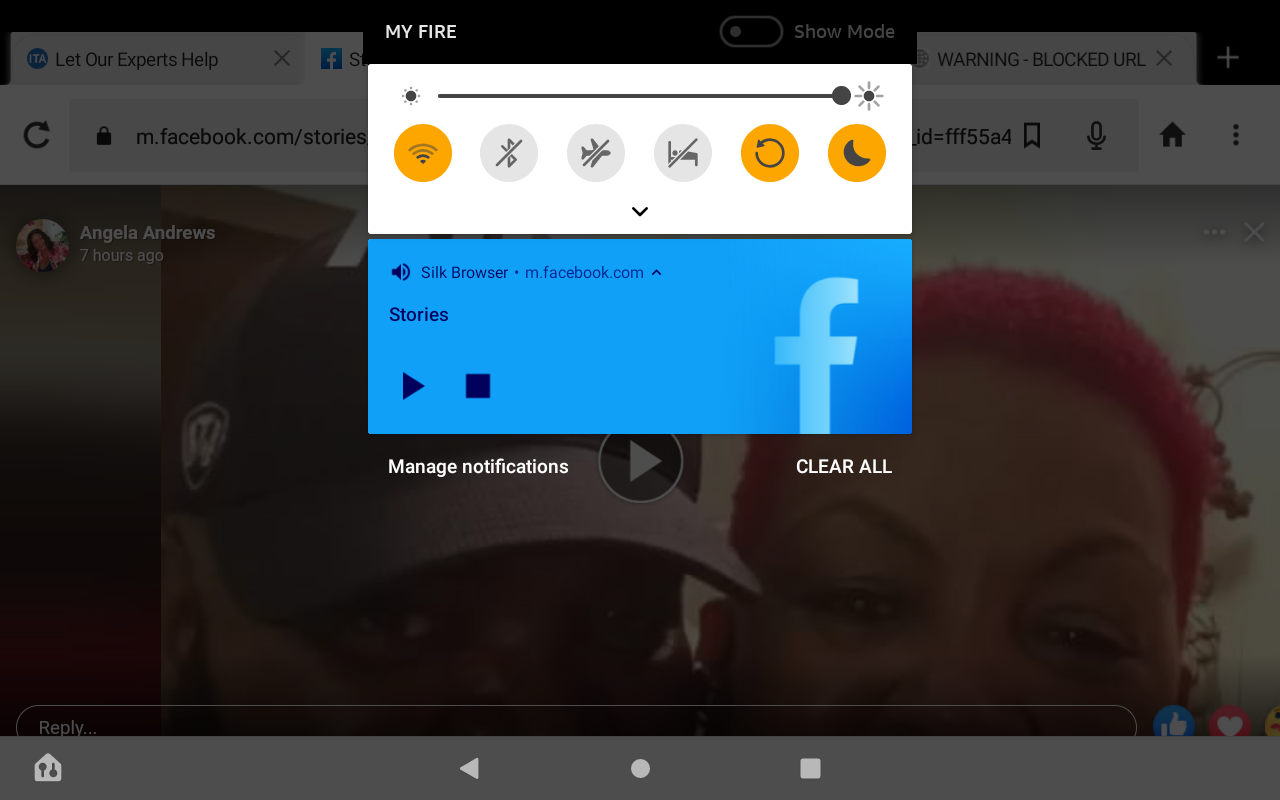 MY FIRE
Show Mode
ITA Let Our Experts Help
St
WARNING - BLOCKED URL
m.facebook.com/stories
_id=fff55a4
Angela Andrews
7 hours ago
Silk Browser • m.facebook.com
Stories
Manage notifications
CLEAR ALL
Reply...